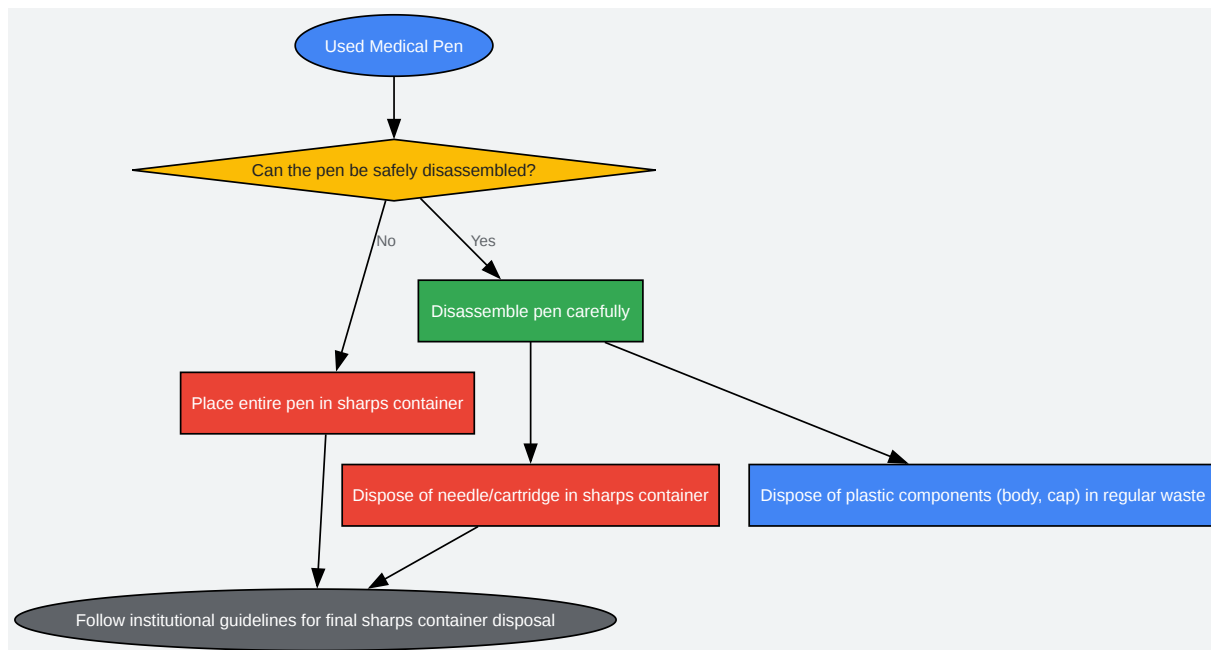 Used Medical Pen
Can the pen be safely disassembled?
No
Yes
Disassemble pen carefully
Place entire pen in sharps container
Dispose of needle/cartridge in sharps container
Dispose of plastic components (body, cap) in regular waste
Follow institutional guidelines for final sharps container disposal